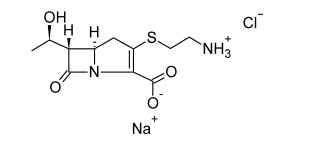 OH
H H S NH3+ Cl-
O N O
O-
Na+